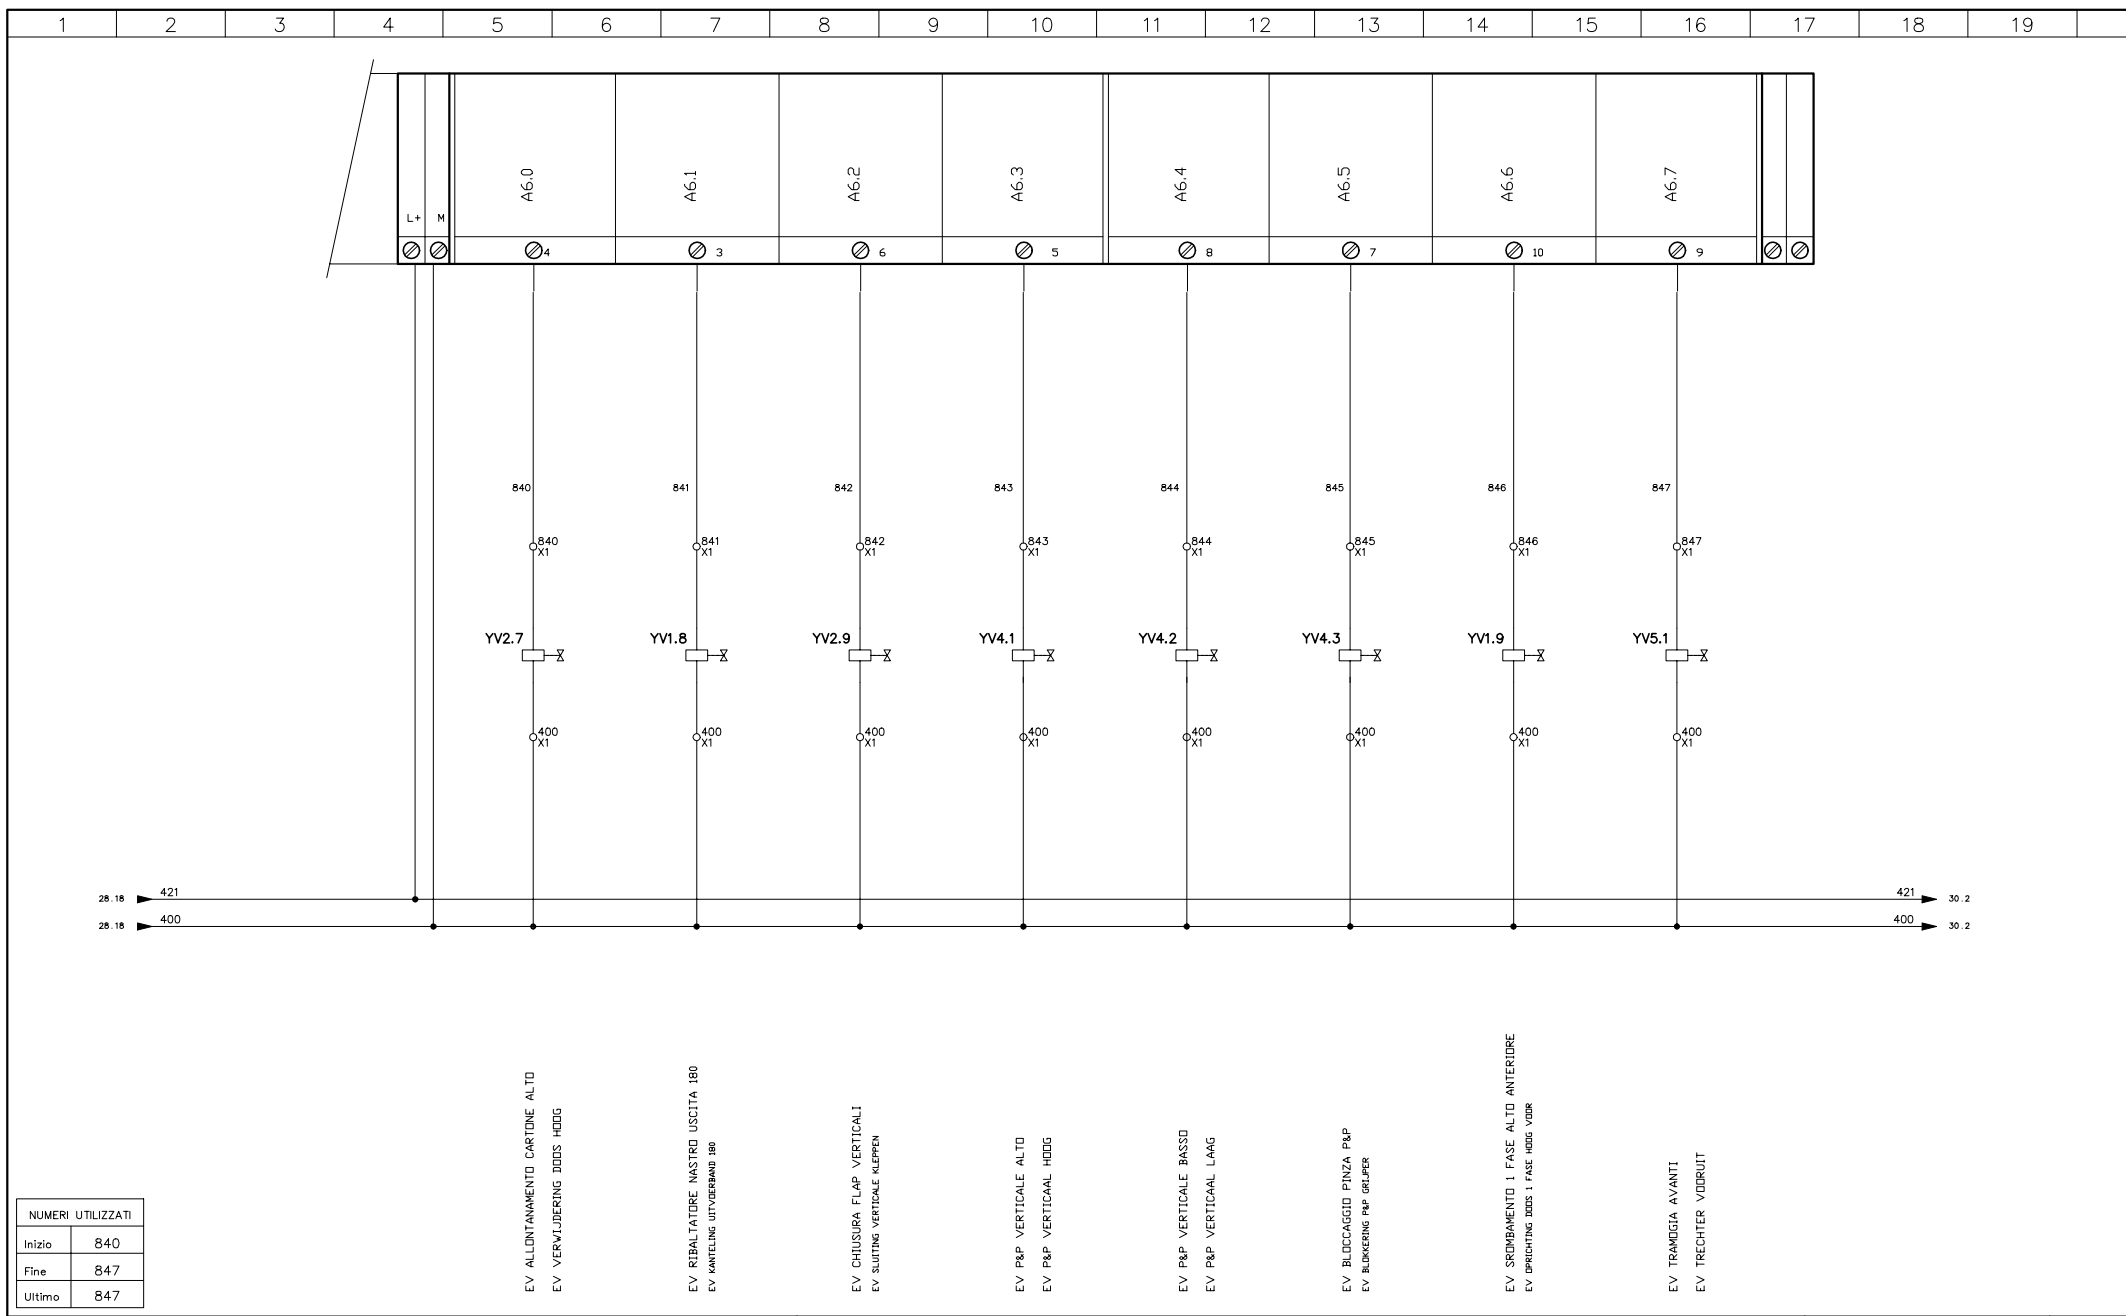 1 2 3 4 5 6 7 8 9 10 11 12 13 14 15 16 17 18 19
A6.0 A6.1 A6.2 A6.3 A6.4 A6.5 A6.6 A6.7
L+ M
4 3 6 5 8 7 10 9
840 841 842 843 844 845 846 847
840 841 842 843 844 845 846 847
X1 X1 X1 X1 X1 X1 X1 X1
YV2.7 YV1.8 YV2.9 YV4.1 YV4.2 YV4.3 YV1.9 YV5.1
400 400 400 400 400 400 400 400
X1 X1 X1 X1 X1 X1 X1 X1
28.18 421 421 30.2
28.18 400 400 30.2
EV ALLONTANAMENTO CARTONE ALTO
EV VERWIJDERING DOOS HOOG
EV RIBALTATORE NASTRO USCITA 180
EV KANTELING UITVOERBAND 180
EV CHIUSURA FLAP VERTICALI
EV SLUITING VERTICALE KLEPPEN
EV P&P VERTICALE ALTO
EV P&P VERTICAAL HOOG
EV P&P VERTICALE BASSO
EV P&P VERTICAAL LAAG
EV BLOCCAGGIO PINZA P&P
EV BLOKKERING P&P GRIJPER
EV SROMBAMENTO 1 FASE ALTO ANTERIORE
EV OPRICHTING DOOS 1 FASE HOOG VOOR
EV TRAMOGIA AVANTI
EV TRECHTER VOORUIT
NUMERI UTILIZZATI
Inizio 840
Fine 847
Ultimo 847